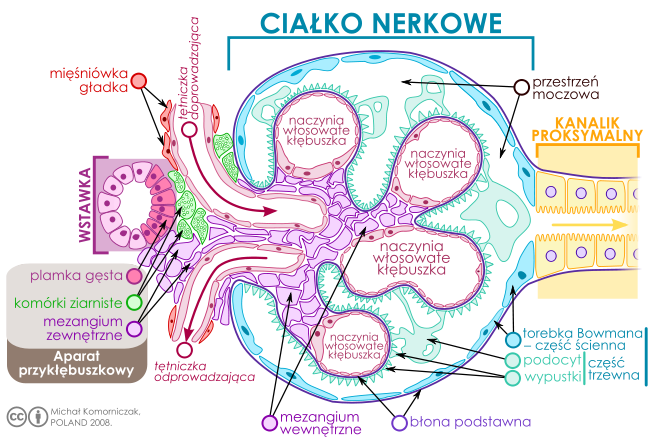 CIAŁKO NERKOWE
mięśniówka
gładka
tętniczka
doprowadzająca
przestrzeń
moczowa
naczynia
włosowate
kłębuszka
naczynia
włosowate
kłębuszka
KANALIK
PROKSYMALNY
WSTAWKA
naczynia
włosowate
kłębuszka
plamka gęsta
komórki ziarniste
mezangium
zewnętrzne
Aparat
przykłębuszkowy
naczynia
włosowate
kłębuszka
torebka Bowmana
– część ścienna
podocyt
wypustki
część
trzewna
tętniczka
odprowadzająca
mezangium
wewnętrzne
błona podstawna
cc
Michał Komorniczak,
POLAND 2008.